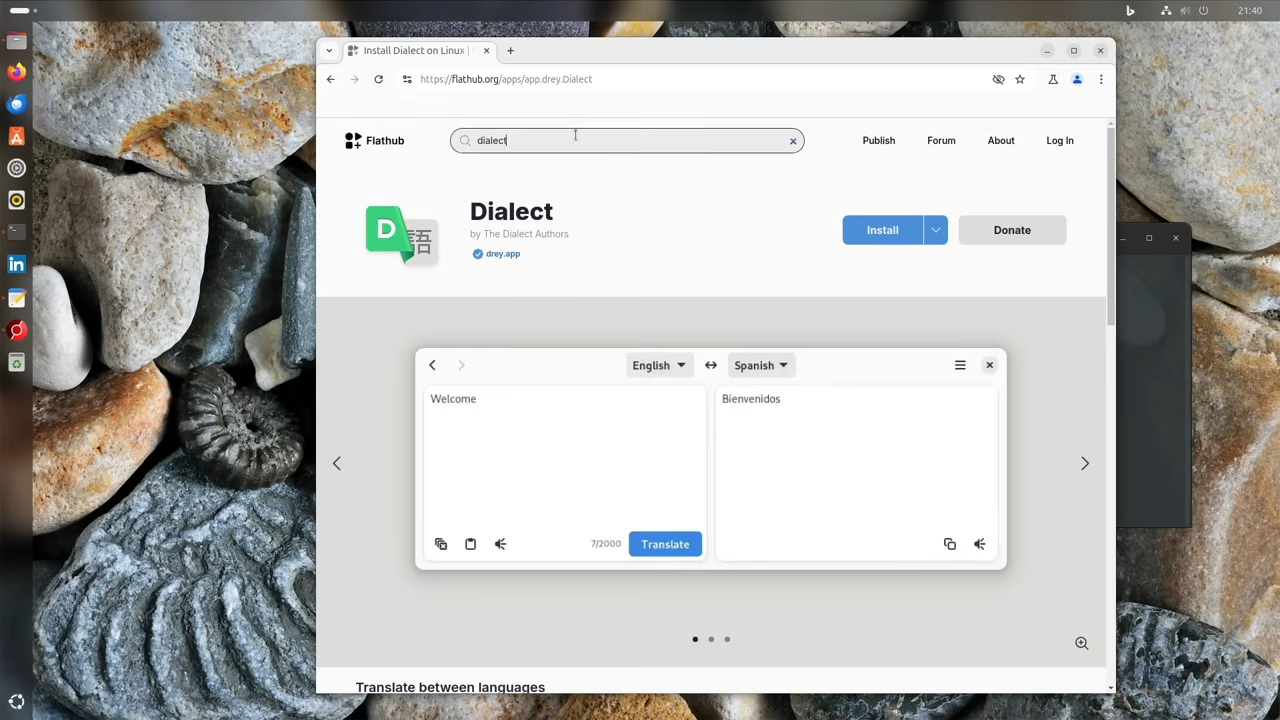 21:40
Install Dialect on Linux |
https://flathub.org/apps/app.drey.Dialect
Flathub
dialect
Publish
Forum
About
Log In
D
語
Dialect
by The Dialect Authors
drey.app
Install
Donate
English
Spanish
Welcome
Bienvenidos
7/2000
Translate
Translate between languages